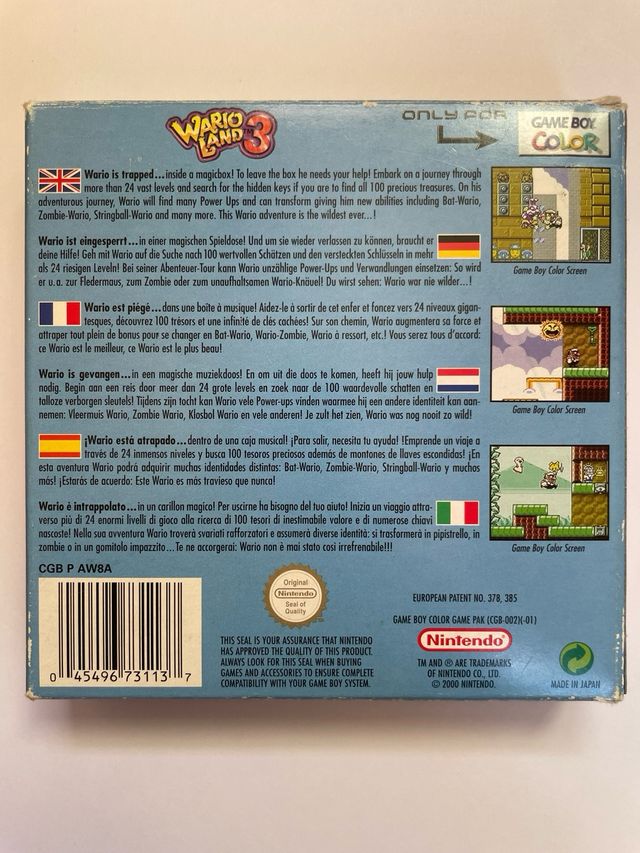 WARIO LAND™ 3
ONLY FOR
GAME BOY COLOR
Wario is trapped...inside a magicbox! To leave the box he needs your help! Embark on a journey through
more than 24 vast levels and search for the hidden keys if you are to find all 100 precious treasures. On his
adventurous journey, Wario will find many Power Ups and can transform giving him new abilities including Bat-Wario,
Zombie-Wario, Stringball-Wario and many more. This Wario adventure is the wildest ever...!
Game Boy Color Screen
Wario ist eingesperrt...in einer magischen Spieldose! Und um sie wieder verlassen zu können, braucht er
deine Hilfe! Geh mit Wario auf die Suche nach 100 wertvollen Schätzen und den versteckten Schlüsseln in mehr
als 24 riesigen Leveln! Bei seiner Abenteuer-Tour kann Wario unzählige Power-Ups und Verwandlungen einsetzen: So wird
er u.a. zur Fledermaus, zum Zombie oder zum unaufhaltsamen Wario-Knäuel! Du wirst sehen: Wario war nie wilder...!
Wario est piégé...dans une boîte à musique! Aidez-le à sortir de cet enfer et foncez vers 24 niveaux gigan-
tesques, découvrez 100 trésors et une infinité de clés cachées! Sur son chemin, Wario augmentera sa force et
attraper tout plein de bonus pour se changer en Bat-Wario, Wario-Zombie, Wario à ressort, etc.! Vous serez tous d'accord:
ce Wario est le meilleur, ce Wario est le plus beau!
Game Boy Color Screen
Wario is gevangen...in een magische muziekdoos! En om uit die doos te komen, heeft hij jouw hulp
nodig. Begin aan een reis door meer dan 24 grote levels en zoek naar de 100 waardevolle schatten en
talloze verborgen sleutels! Tijdens zijn tocht kan Wario vele Power-ups vinden waarmee hij een andere identiteit kan aan-
nemen: Vleermuis Wario, Zombie Wario, Klosbol Wario en vele anderen! Je zult het zien, Wario was nog nooit zo wild!
¡Wario está atrapado...dentro de una caja musical! ¡Para salir, necesita tu ayuda! !Emprende un viaje a
través de 24 inmensos niveles y busca 100 tesoros preciosos además de montones de llaves escondidas! ¡En
esta aventura Wario podrá adquirir muchas identidades distintas: Bat-Wario, Zombie-Wario, Stringball-Wario y muchos
más! ¡Estarás de acuerdo: Este Wario es más travieso que nunca!
Wario è intrappolato...in un carillon magico! Per uscirne ha bisogno del tuo aiuto! Inizia un viaggio attra-
verso più di 24 enormi livelli di gioco alla ricerca di 100 tesori di inestimabile valore e di numerose chiavi
nascoste! Nella sua avventura Wario troverà svariati rafforzatori e assumerà diverse identità: si trasformerà in pipistrello, in
zombie o in un gomitolo impazzito...Te ne accorgerai: Wario non è mai stato così irrefrenabile!!!
Game Boy Color Screen
CGB P AW8A
0 45496 73113 7
Original
Nintendo
Seal of
Quality
THIS SEAL IS YOUR ASSURANCE THAT NINTENDO
HAS APPROVED THE QUALITY OF THIS PRODUCT.
ALWAYS LOOK FOR THIS SEAL WHEN BUYING
GAMES AND ACCESSORIES TO ENSURE COMPLETE
COMPATIBILITY WITH YOUR GAME BOY SYSTEM.
EUROPEAN PATENT NO. 378, 385
GAME BOY COLOR GAME PAK (CGB-002)(-01)
Nintendo®
TM AND ® ARE TRADEMARKS
OF NINTENDO CO., LTD.
© 2000 NINTENDO.
MADE IN JAPAN